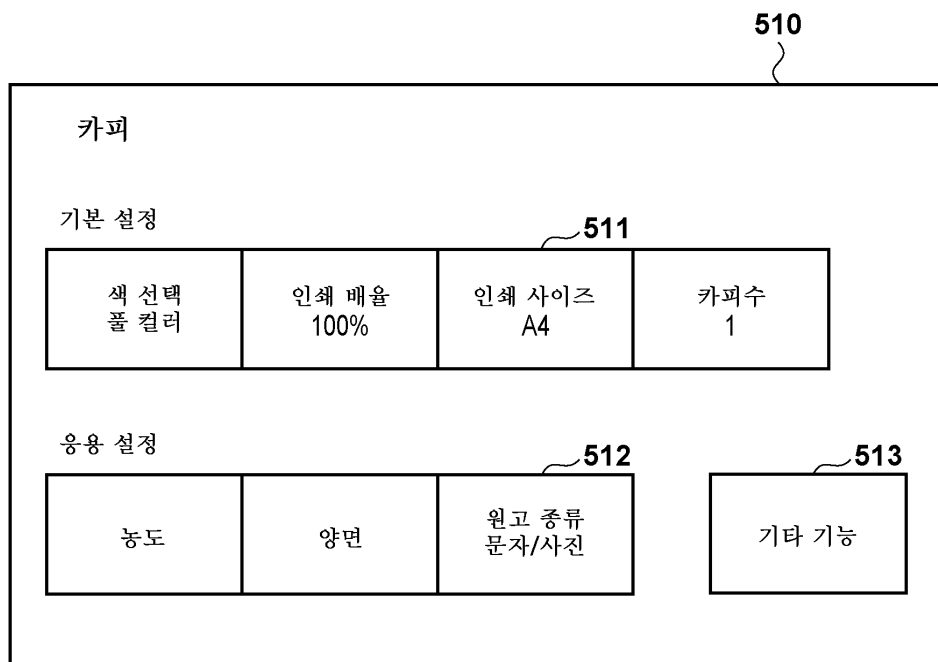 510
카피
기본 설정
511
색 선택
풀 컬러
인쇄 배율
100%
인쇄 사이즈
A4
카피수
1
응용 설정
512
513
농도
양면
원고 종류
문자/사진
기타 기능